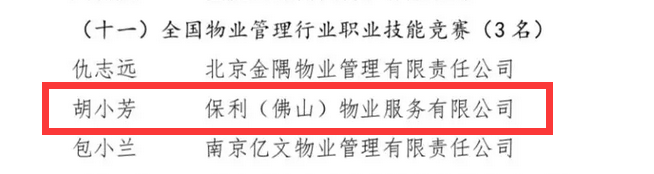 （十一）全国物业管理行业职业技能竞赛（3名）
仇志远 北京金隅物业管理有限责任公司
胡小芳 保利（佛山）物业服务有限公司
包小兰 南京亿文物业管理有限责任公司